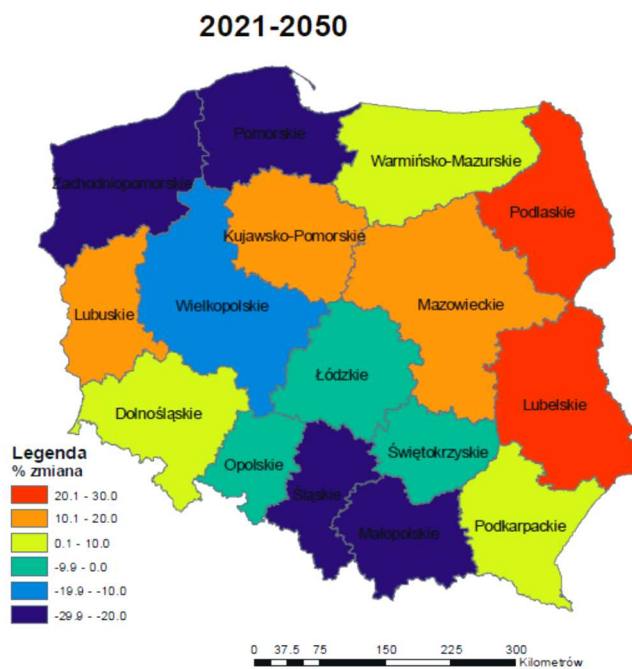 2021-2050
Pomorskie
Warmińsko-Mazurskie
Zachodniopomorskie
Podlaskie
Kujawsko-Pomorskie
Mazowieckie
Wielkopolskie
Lubuskie
Łódzkie
Lubelskie
Dolnośląskie
Świętokrzyskie
Opolskie
Śląskie
Podkarpackie
Małopolskie
Legenda
% zmiana
20.1 - 30.0
10.1 - 20.0
0.1 - 10.0
-9.9 - 0.0
-19.9 - -10.0
-29.9 - -20.0
0 37.5 75 150 225 300
Kilometrów